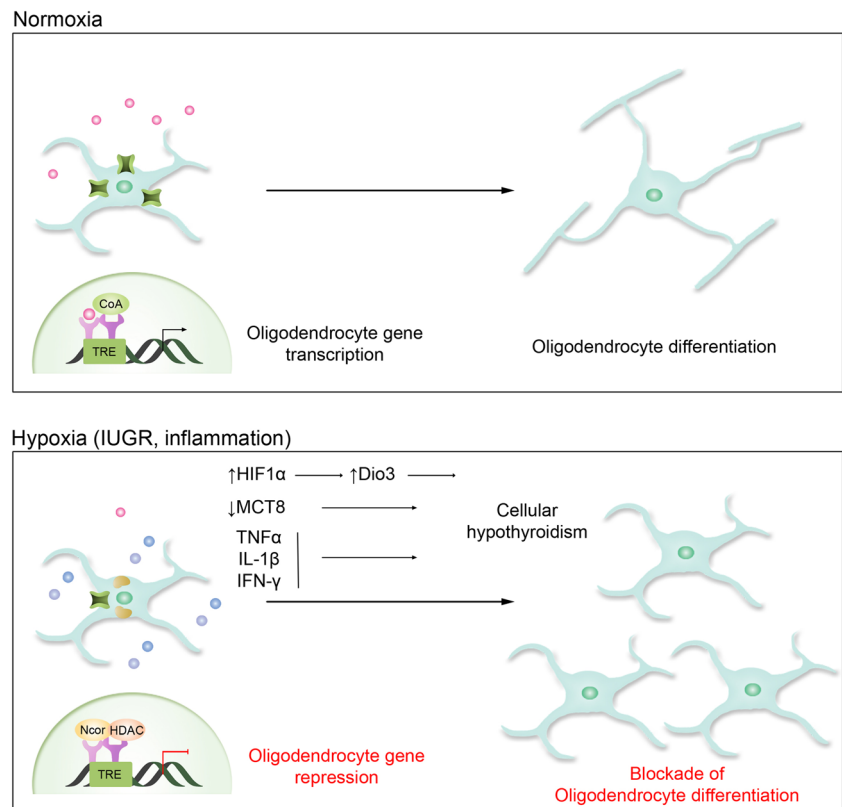 Normoxia
CoA
TRE
Oligodendrocyte gene
transcription
Oligodendrocyte differentiation
Hypoxia (IUGR, inflammation)
↑HIF1α
↑Dio3
↓MCT8
TNFα
IL-1β
IFN-γ
Cellular
hypothyroidism
Ncor
HDAC
TRE
Oligodendrocyte gene
repression
Blockade of
Oligodendrocyte differentiation